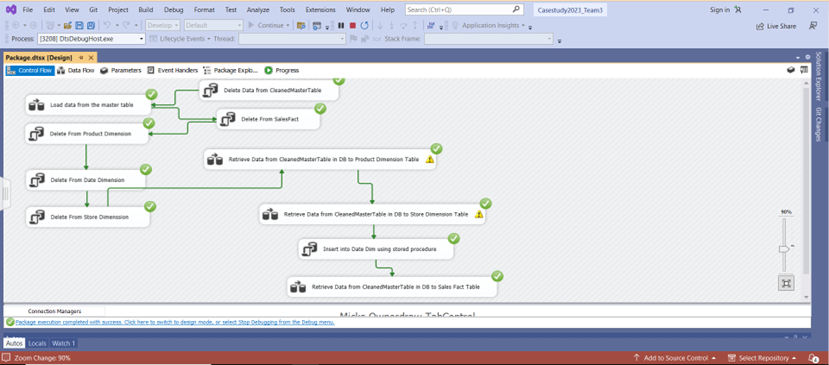 File Edit View Git Project Build Debug Format Test Analyze Tools Extensions Window Help Search (Ctrl+Q) Casestudy2023_Team3 Sign in
Develop Default Continue Application Insights Live Share
Process: [3208] DtsDebugHost.exe Lifecycle Events Thread: Stack Frame:
Package.dtsx [Design]
Control Flow Data Flow Parameters Event Handlers Package Explo... Progress
Delete Data from CleanedMasterTable
Load data from the master table
Delete From SalesFact
Delete From Product Dimension
Retrieve Data from CleanedMasterTable in DB to Product Dimension Table
Delete From Date Dimension
Delete From Store Dimenssion
Retrieve Data from CleanedMasterTable in DB to Store Dimension Table
Insert into Date Dim using stored procedure
Retrieve Data from CleanedMasterTable in DB to Sales Fact Table
90%
Solution Explorer
Git Changes
Connection Managers
Package execution completed with success. Click here to switch to design mode, or select Stop Debugging from the Debug menu.
Autos Locals Watch 1
Zoom Change: 90% Add to Source Control Select Repository